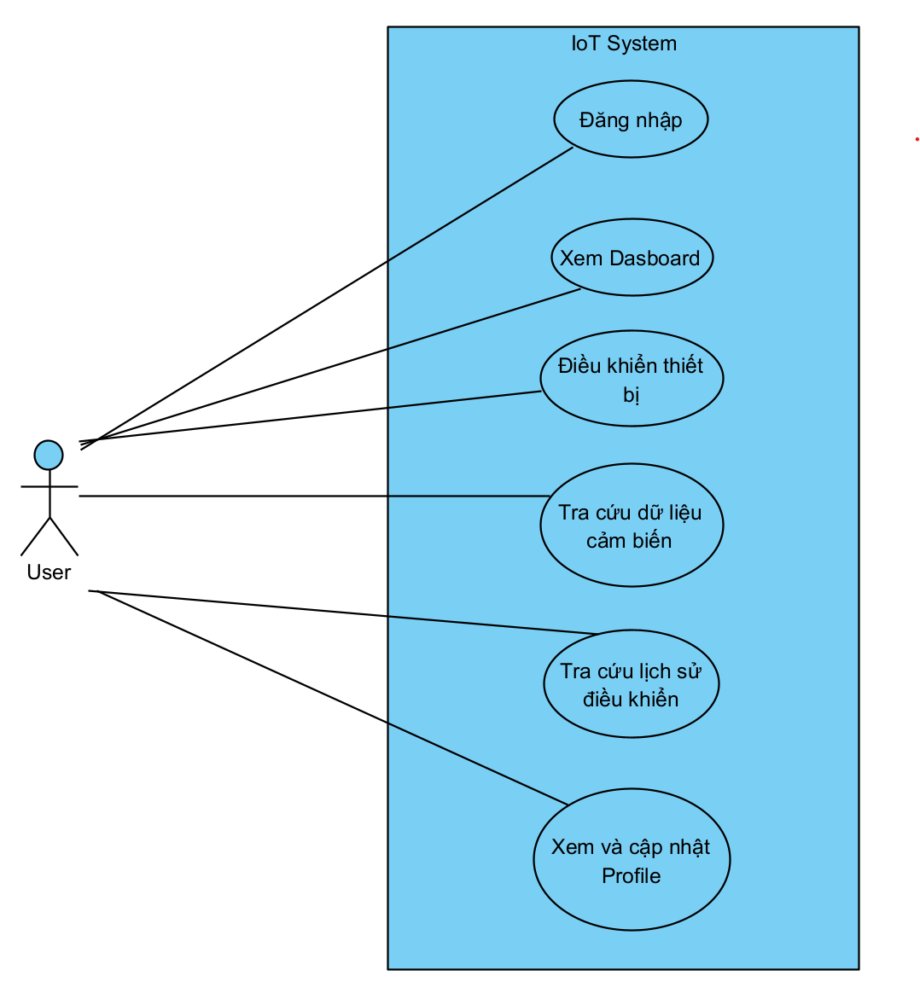 IoT System
Đăng nhập
Xem Dasboard
Điều khiển thiết
bị
Tra cứu dữ liệu
cảm biến
User
Tra cứu lịch sử
điều khiển
Xem và cập nhật
Profile